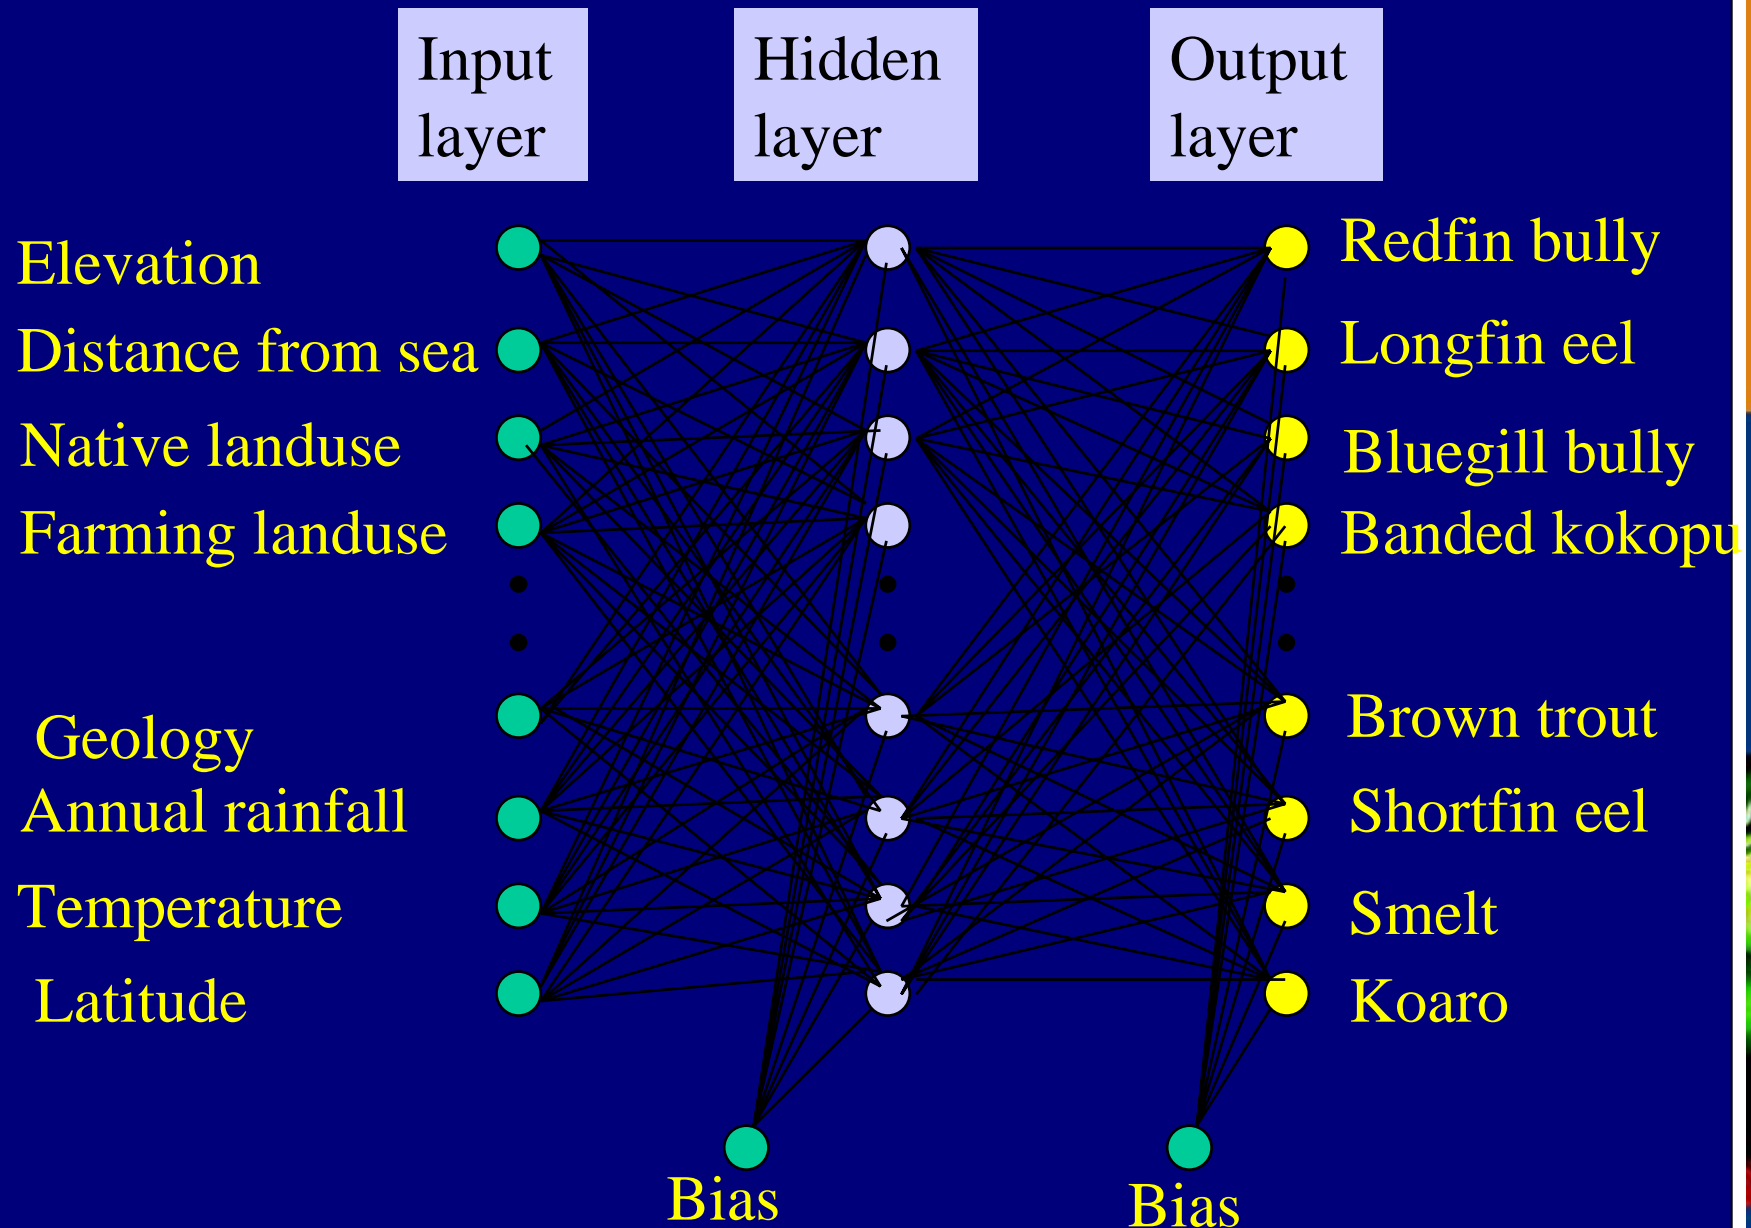 Input
layer
Hidden
layer
Output
layer
Elevation
Distance from sea
Native landuse
Farming landuse
Geology
Annual rainfall
Temperature
Latitude
Redfin bully
Longfin eel
Bluegill bully
Banded kokopu
Brown trout
Shortfin eel
Smelt
Koaro
Bias
Bias